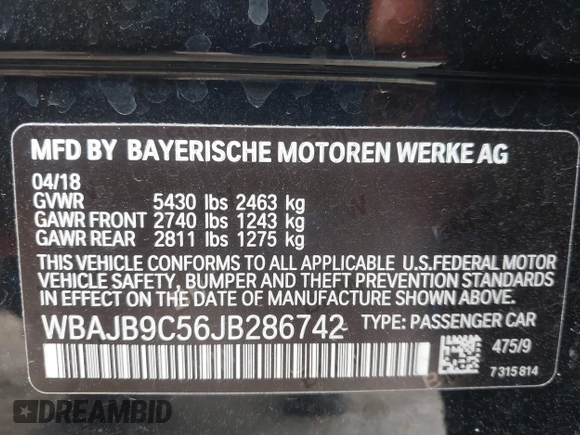 MFD BY BAYERISCHE MOTOREN WERKE AG
04/18
GVWR 5430 lbs 2463 kg
GAWR FRONT 2740 lbs 1243 kg
GAWR REAR 2811 lbs 1275 kg
THIS VEHICLE CONFORMS TO ALL APPLICABLE U.S.FEDERAL MOTOR
VEHICLE SAFETY, BUMPER AND THEFT PREVENTION STANDARDS
IN EFFECT ON THE DATE OF MANUFACTURE SHOWN ABOVE.
WBAJB9C56JB286742 TYPE: PASSENGER CAR
475/9
7 315 814
DREAMBID